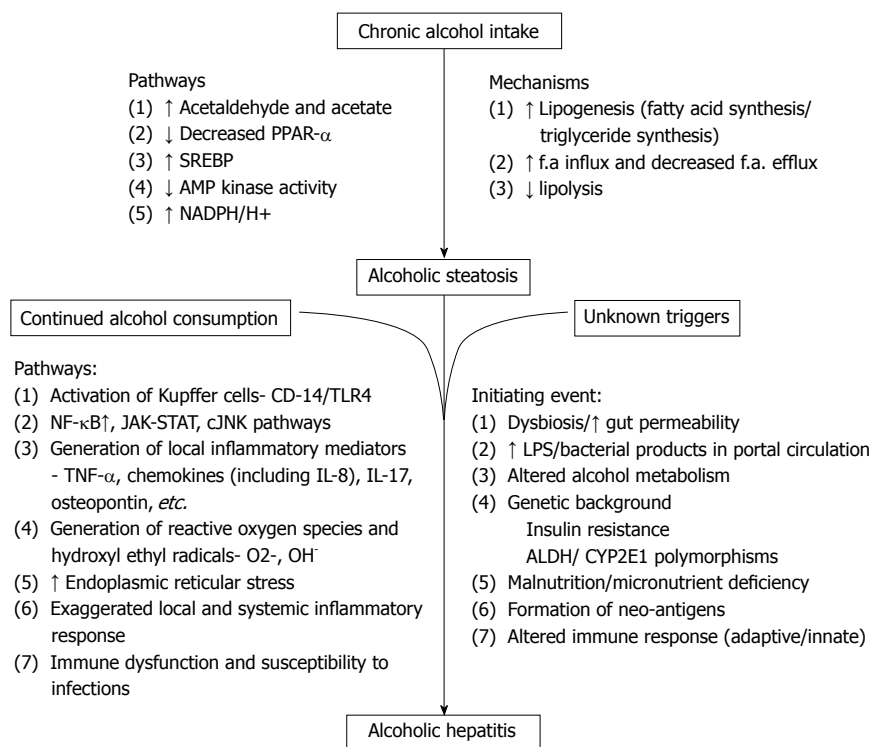 Chronic alcohol intake
Pathways
(1) ↑ Acetaldehyde and acetate
(2) ↓ Decreased PPAR-α
(3) ↑ SREBP
(4) ↓ AMP kinase activity
(5) ↑ NADPH/H+
Mechanisms
(1) ↑ Lipogenesis (fatty acid synthesis/
triglyceride synthesis)
(2) ↑ f.a influx and decreased f.a. efflux
(3) ↓ lipolysis
Alcoholic steatosis
Continued alcohol consumption
Unknown triggers
Pathways:
(1) Activation of Kupffer cells- CD-14/TLR4
(2) NF-κB↑, JAK-STAT, cJNK pathways
(3) Generation of local inflammatory mediators
- TNF-α, chemokines (including IL-8), IL-17,
osteopontin, etc.
(4) Generation of reactive oxygen species and
hydroxyl ethyl radicals- O2-, OH⁻
(5) ↑ Endoplasmic reticular stress
(6) Exaggerated local and systemic inflammatory
response
(7) Immune dysfunction and susceptibility to
infections
Initiating event:
(1) Dysbiosis/↑ gut permeability
(2) ↑ LPS/bacterial products in portal circulation
(3) Altered alcohol metabolism
(4) Genetic background
Insulin resistance
ALDH/ CYP2E1 polymorphisms
(5) Malnutrition/micronutrient deficiency
(6) Formation of neo-antigens
(7) Altered immune response (adaptive/innate)
Alcoholic hepatitis